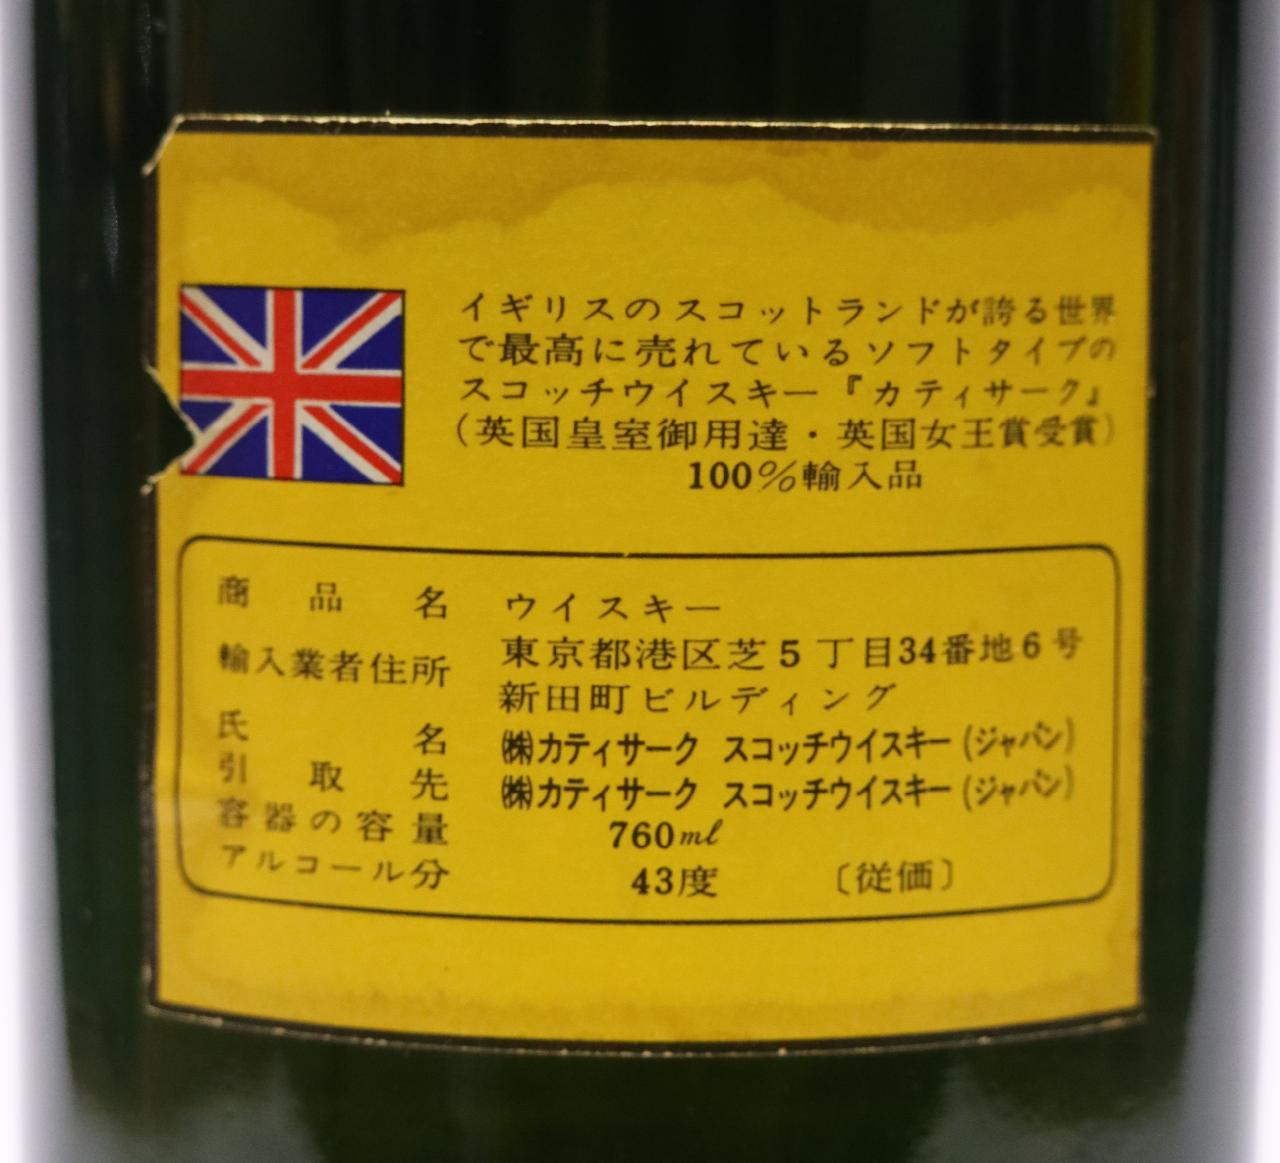 イギリスのスコットランドが誇る世界
で最高に売れているソフトタイプの
スコッチウイスキー『カティサーク』
(英国皇室御用達・英国女王賞受賞)
100%輸入品
商品名 ウイスキー
輸入業者住所 東京都港区芝5丁目34番地6号
新田町ビルディング
氏名 ㈱カティサーク スコッチウイスキー(ジャパン)
引取先 ㈱カティサーク スコッチウイスキー(ジャパン)
容器の容量 760ml
アルコール分 43度 〔従価〕